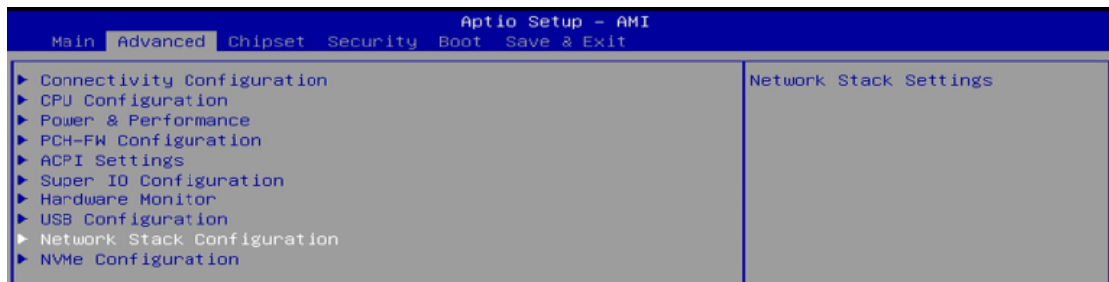 Aptio Setup – AMI
Main Advanced Chipset Security Boot Save & Exit
► Connectivity Configuration
► CPU Configuration
► Power & Performance
► PCH-FW Configuration
► ACPI Settings
► Super IO Configuration
► Hardware Monitor
► USB Configuration
► Network Stack Configuration
► NVMe Configuration
Network Stack Settings